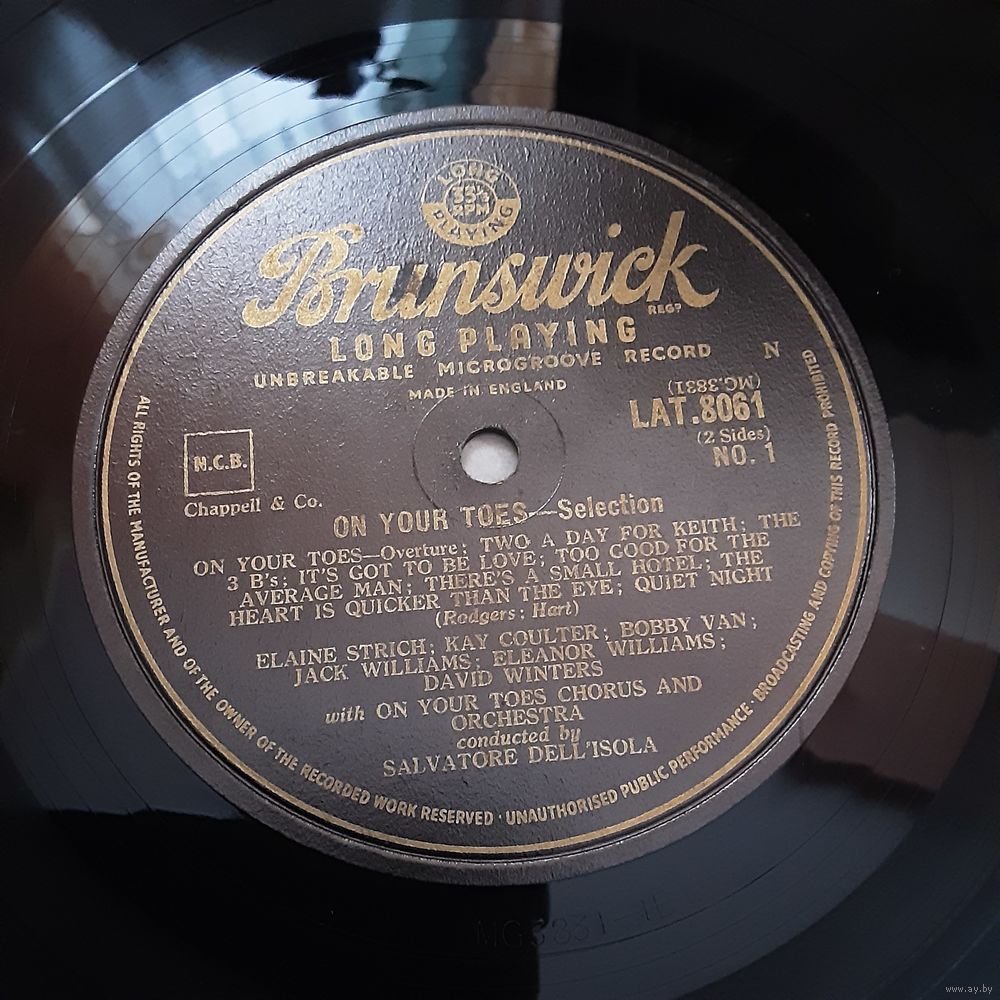 LONG
33⅓
RPM
PLAYING
Brunswick
REGD
LONG PLAYING
UNBREAKABLE MICROGROOVE RECORD
N
MADE IN ENGLAND
(MG.3831)
LAT.8061
(2 Sides)
NO. 1
N.C.B.
Chappell & Co.
ON YOUR TOES—Selection
ON YOUR TOES—Overture; TWO A DAY FOR KEITH; THE
3 B's; IT'S GOT TO BE LOVE; TOO GOOD FOR THE
AVERAGE MAN; THERE'S A SMALL HOTEL; THE
HEART IS QUICKER THAN THE EYE; QUIET NIGHT
(Rodgers; Hart)
ELAINE STRICH; KAY COULTER; BOBBY VAN;
JACK WILLIAMS; ELEANOR WILLIAMS;
DAVID WINTERS
with ON YOUR TOES CHORUS AND
ORCHESTRA
conducted by
SALVATORE DELL'ISOLA
ALL RIGHTS OF THE MANUFACTURER AND OF THE OWNER OF THE RECORDED WORK RESERVED · UNAUTHORISED PUBLIC PERFORMANCE · BROADCASTING AND COPYING OF THIS RECORD PROHIBITED
www.ay.by